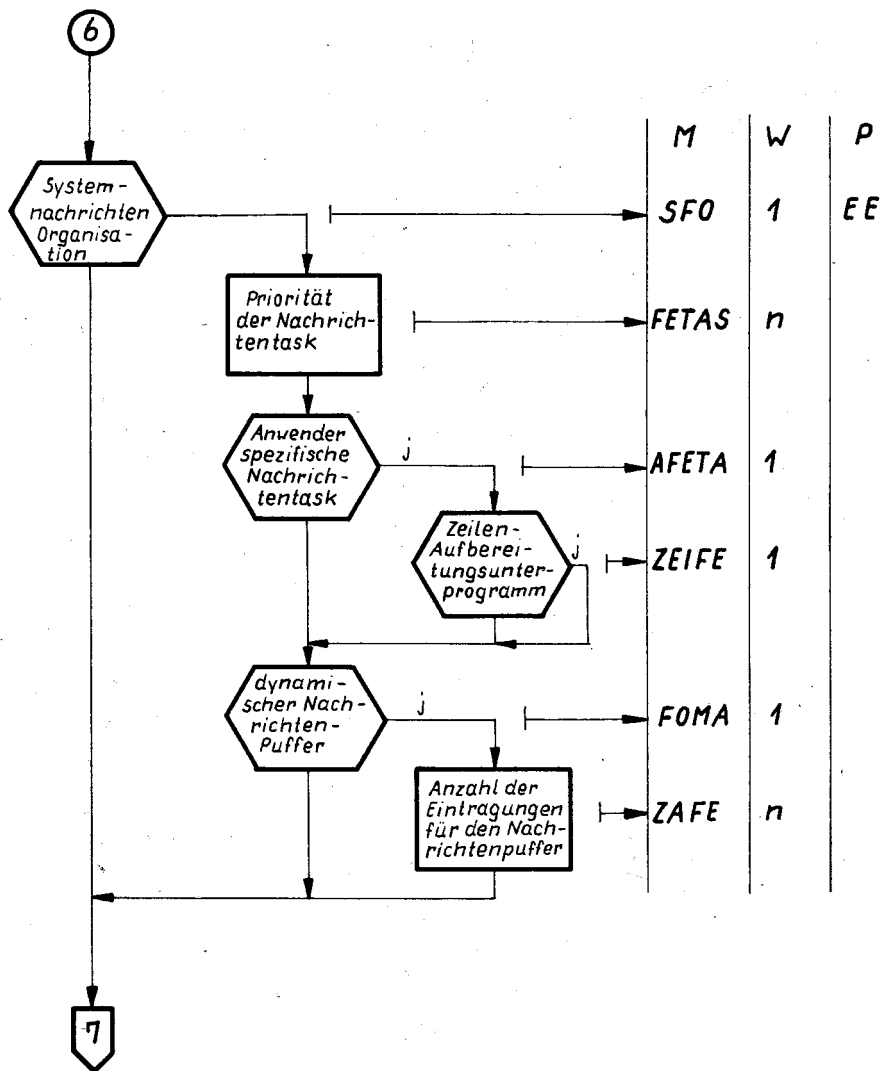 6
M W P
System-
nachrichten
Organisa-
tion
SFO 1 EE
Priorität
der Nachrich-
tentask
FETAS n
Anwender
spezifische
Nachrich-
tentask
j
AFETA 1
Zeilen-
Aufberei-
tungsunter-
programm
j
ZEIFE 1
dynami-
scher Nach-
richten-
Puffer
j
FOMA 1
Anzahl der
Eintragungen
für den Nach-
richtenpuffer
ZAFE n
7